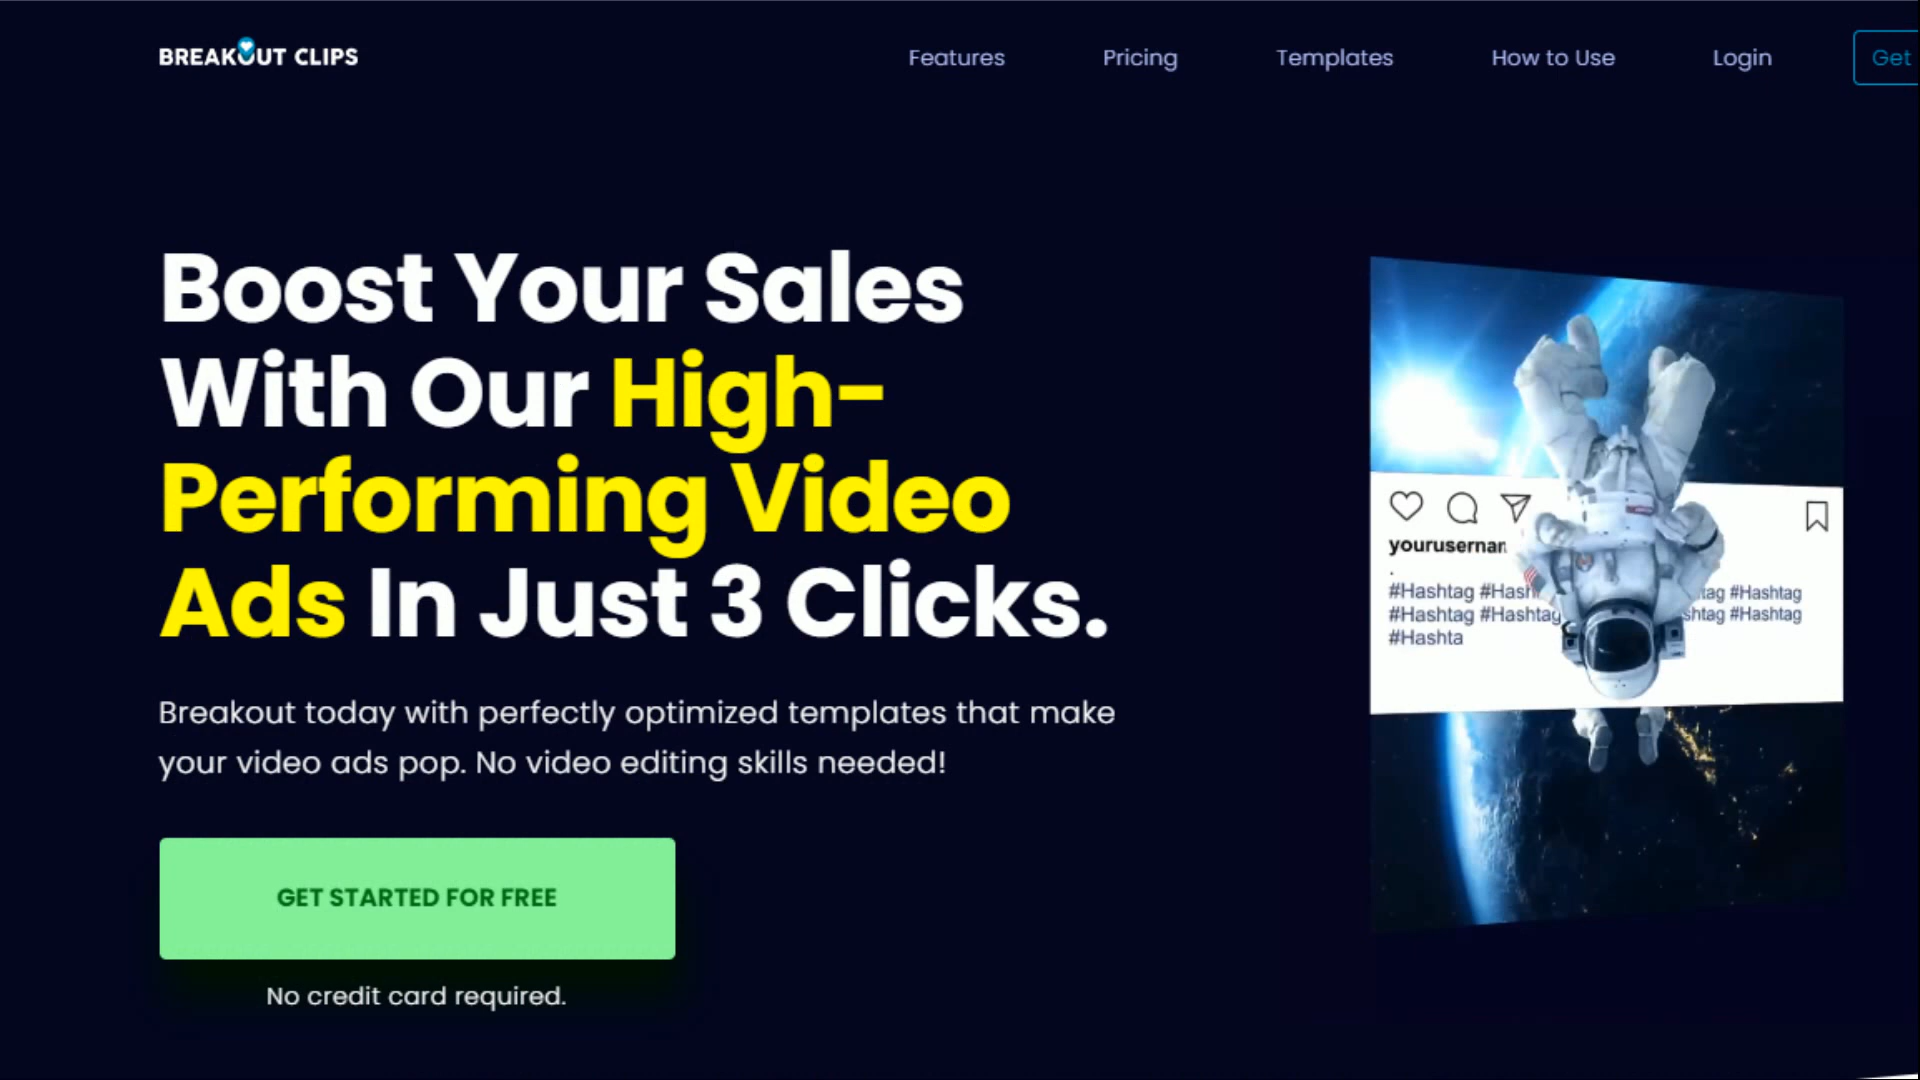 BREAKOUT CLIPS
Features
Pricing
Templates
How to Use
Login
Get
Boost Your Sales
With Our High-
Performing Video
Ads In Just 3 Clicks.
Breakout today with perfectly optimized templates that make
your video ads pop. No video editing skills needed!
GET STARTED FOR FREE
No credit card required.
#Hashtag #Hashtag
#Hashtag #Hashtag #Hashtag
#Hashta